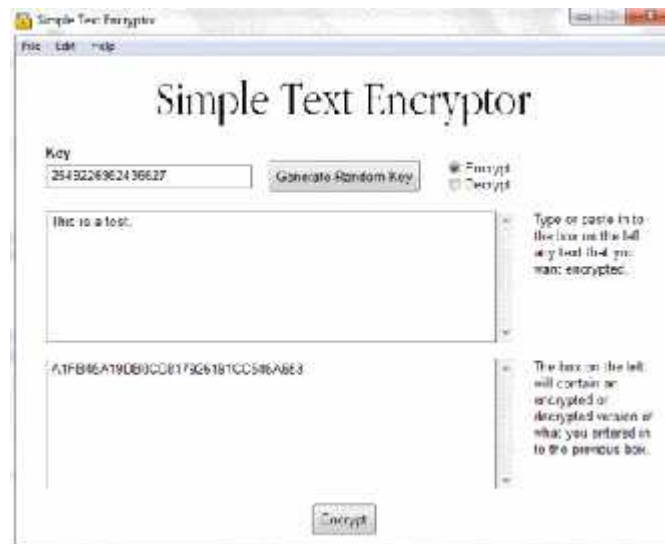 Simple Text Encryptor
File Edit Help
Simple Text Encryptor
Key
Generate Random Key
Encrypt
Decrypt
This is a test.
Type or paste in to
the box on the left
any text that you
want encrypted.
The box on the left
will contain an
encrypted or
decrypted version of
what you entered in
to the previous box.
Encrypt